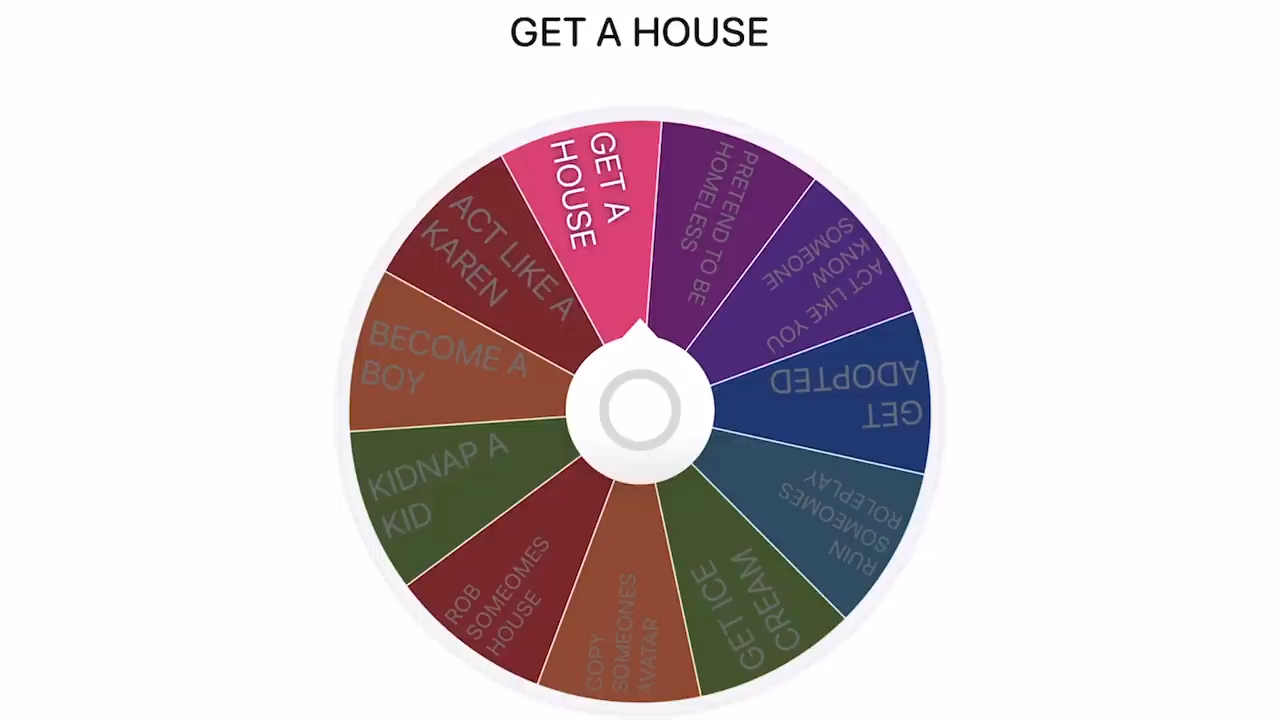 GET A HOUSE
GET A
HOUSE
PRETEND TO BE
HOMELESS
ACT LIKE YOU
KNOW
SOMEONE
GET
ADOPTED
RUIN
SOMEOMES
ROLEPLAY
GET ICE
CREAM
COPY
SOMEONES
AVATAR
ROB
SOMEOMES
HOUSE
KIDNAP A
KID
BECOME A
BOY
ACT LIKE A
KAREN